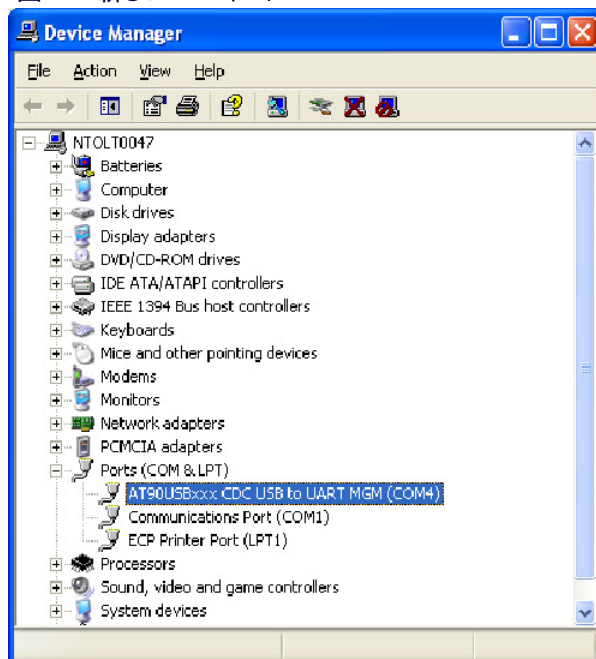 Device Manager
File Action View Help
NTOLT0047
Batteries
Computer
Disk drives
Display adapters
DVD/CD-ROM drives
IDE ATA/ATAPI controllers
IEEE 1394 Bus host controllers
Keyboards
Mice and other pointing devices
Modems
Monitors
Network adapters
PCMCIA adapters
Ports (COM & LPT)
AT90USBxxx CDC USB to UART MGM (COM4)
Communications Port (COM1)
ECP Printer Port (LPT1)
Processors
Sound, video and game controllers
System devices